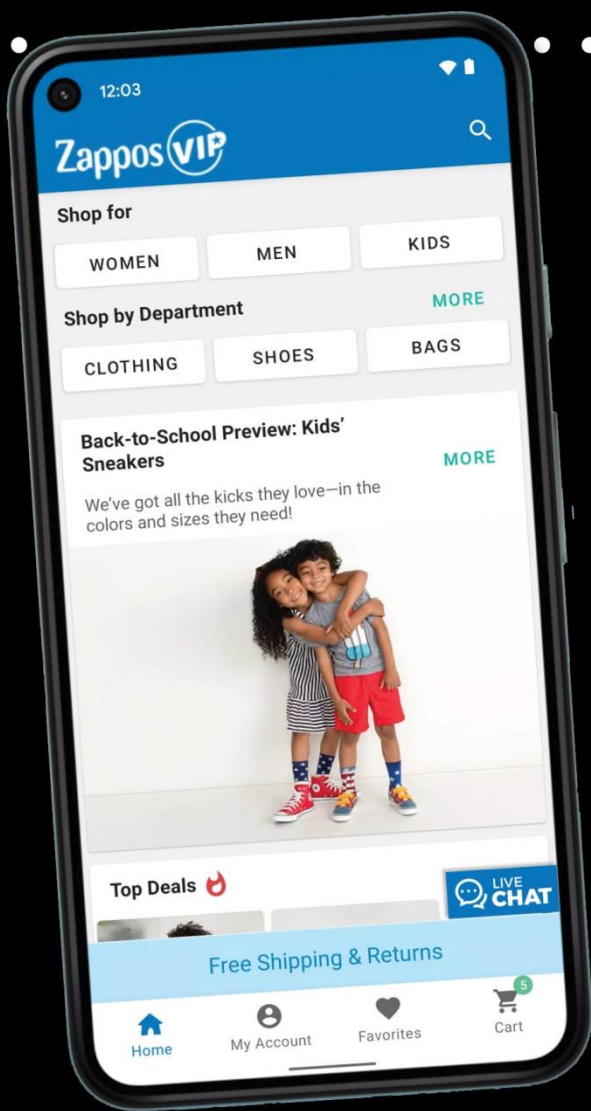 12:03
Zappos VIP
Shop for
WOMEN MEN KIDS
Shop by Department MORE
CLOTHING SHOES BAGS
Back-to-School Preview: Kids'
Sneakers
MORE
We've got all the kicks they love—in the
colors and sizes they need!
Top Deals
LIVE
CHAT
Free Shipping & Returns
5
Home My Account Favorites Cart